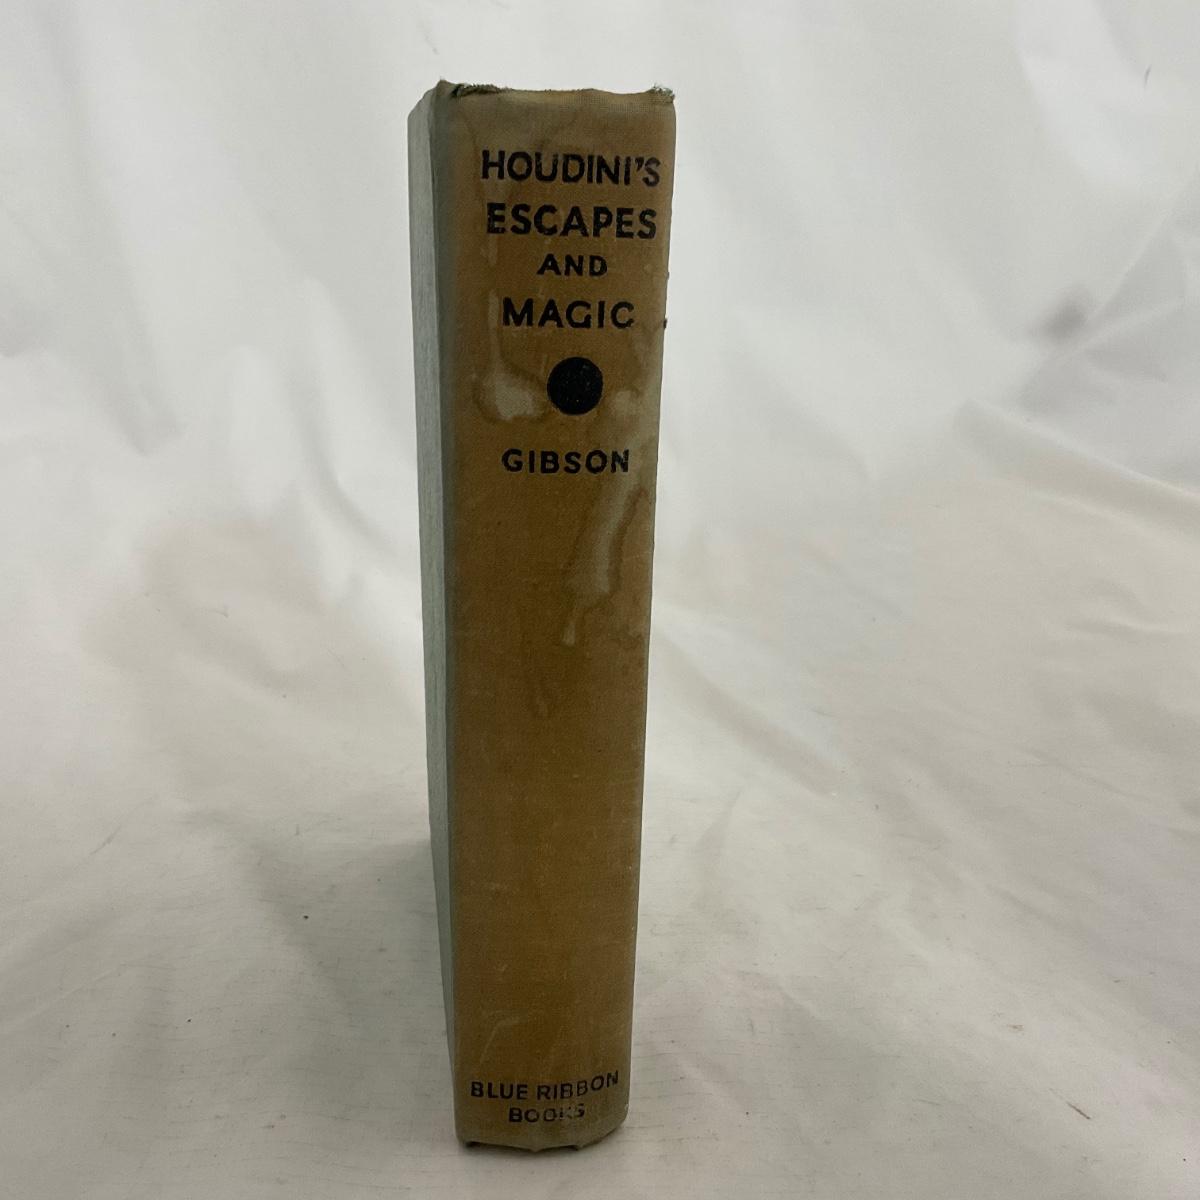 HOUDINI'S
ESCAPES
AND
MAGIC
GIBSON
BLUE RIBBON
BOOKS